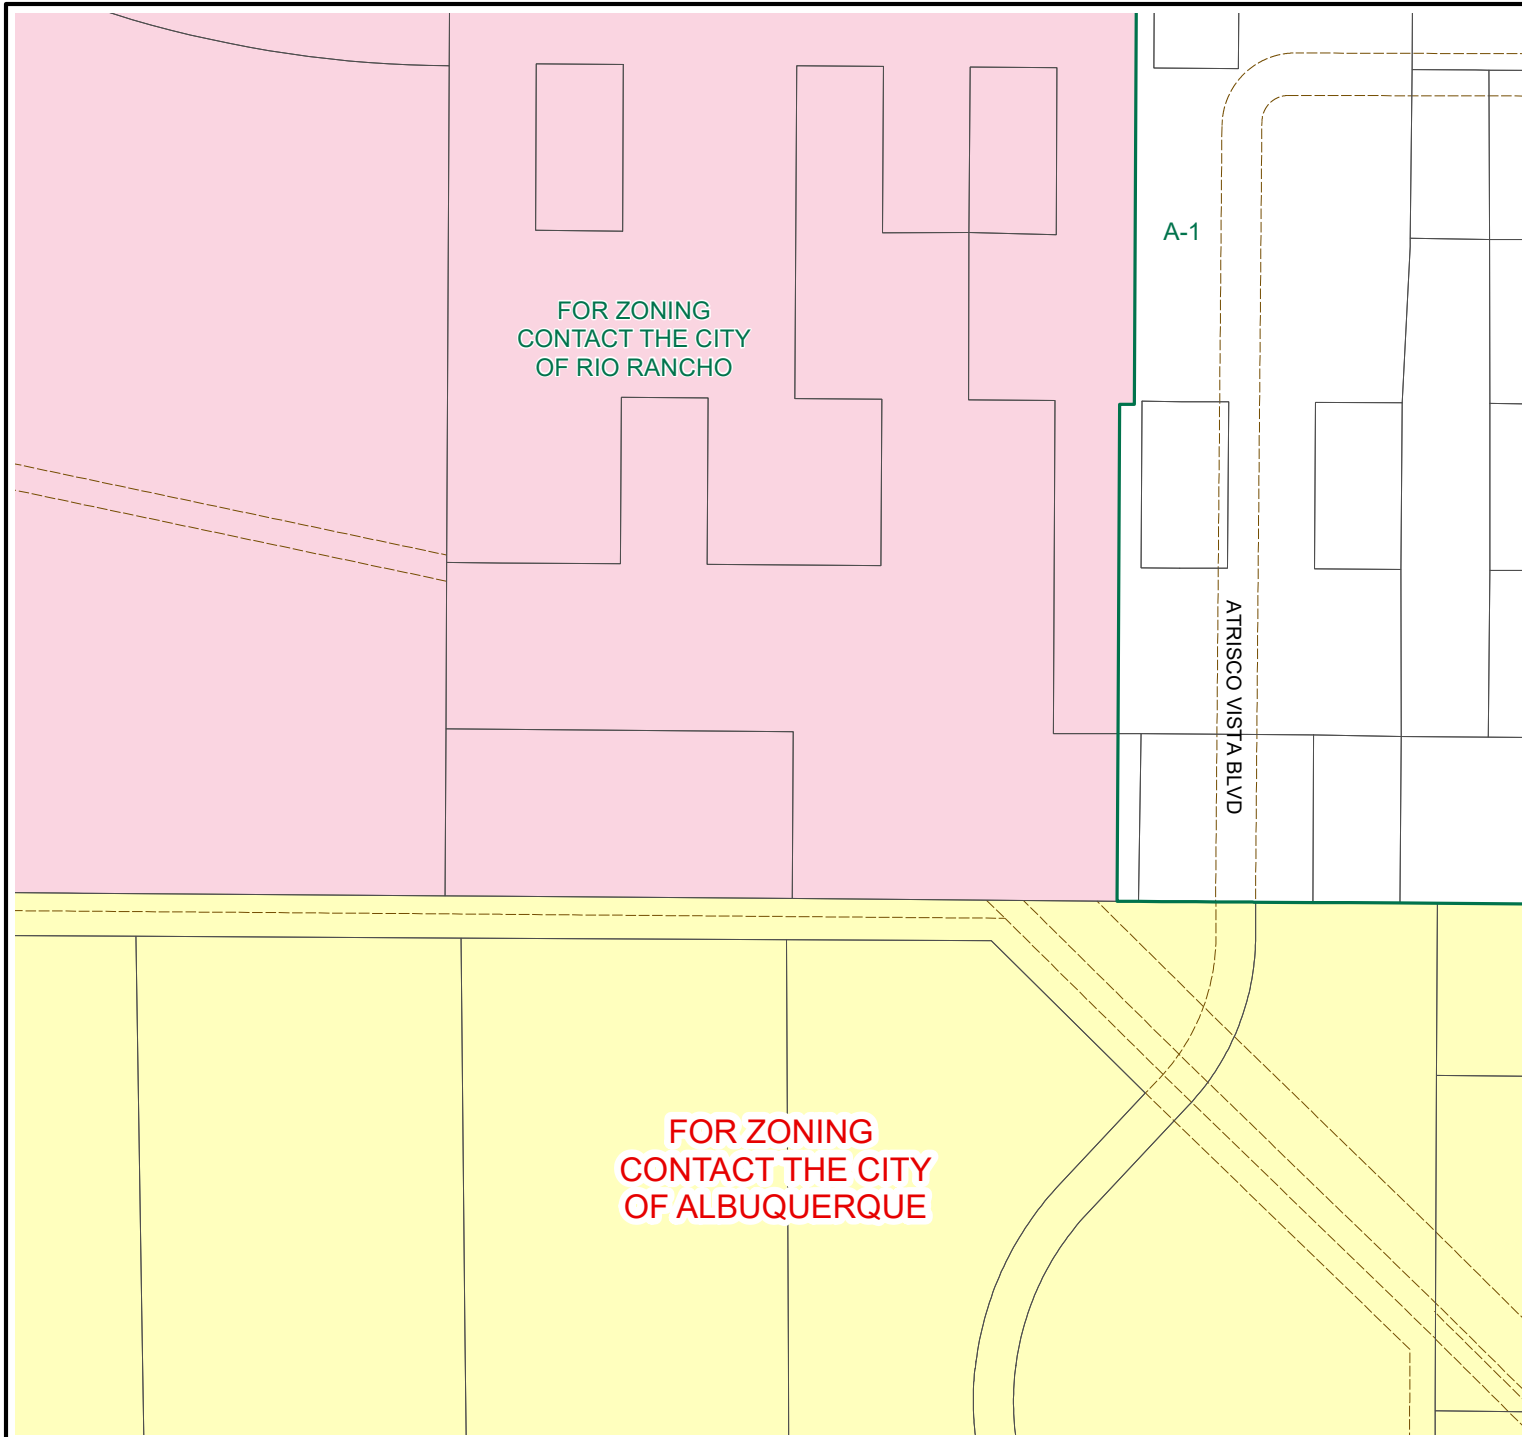 A-1
FOR ZONING
CONTACT THE CITY
OF RIO RANCHO
ATRISCO VISTA BLVD
FOR ZONING
CONTACT THE CITY
OF ALBUQUERQUE